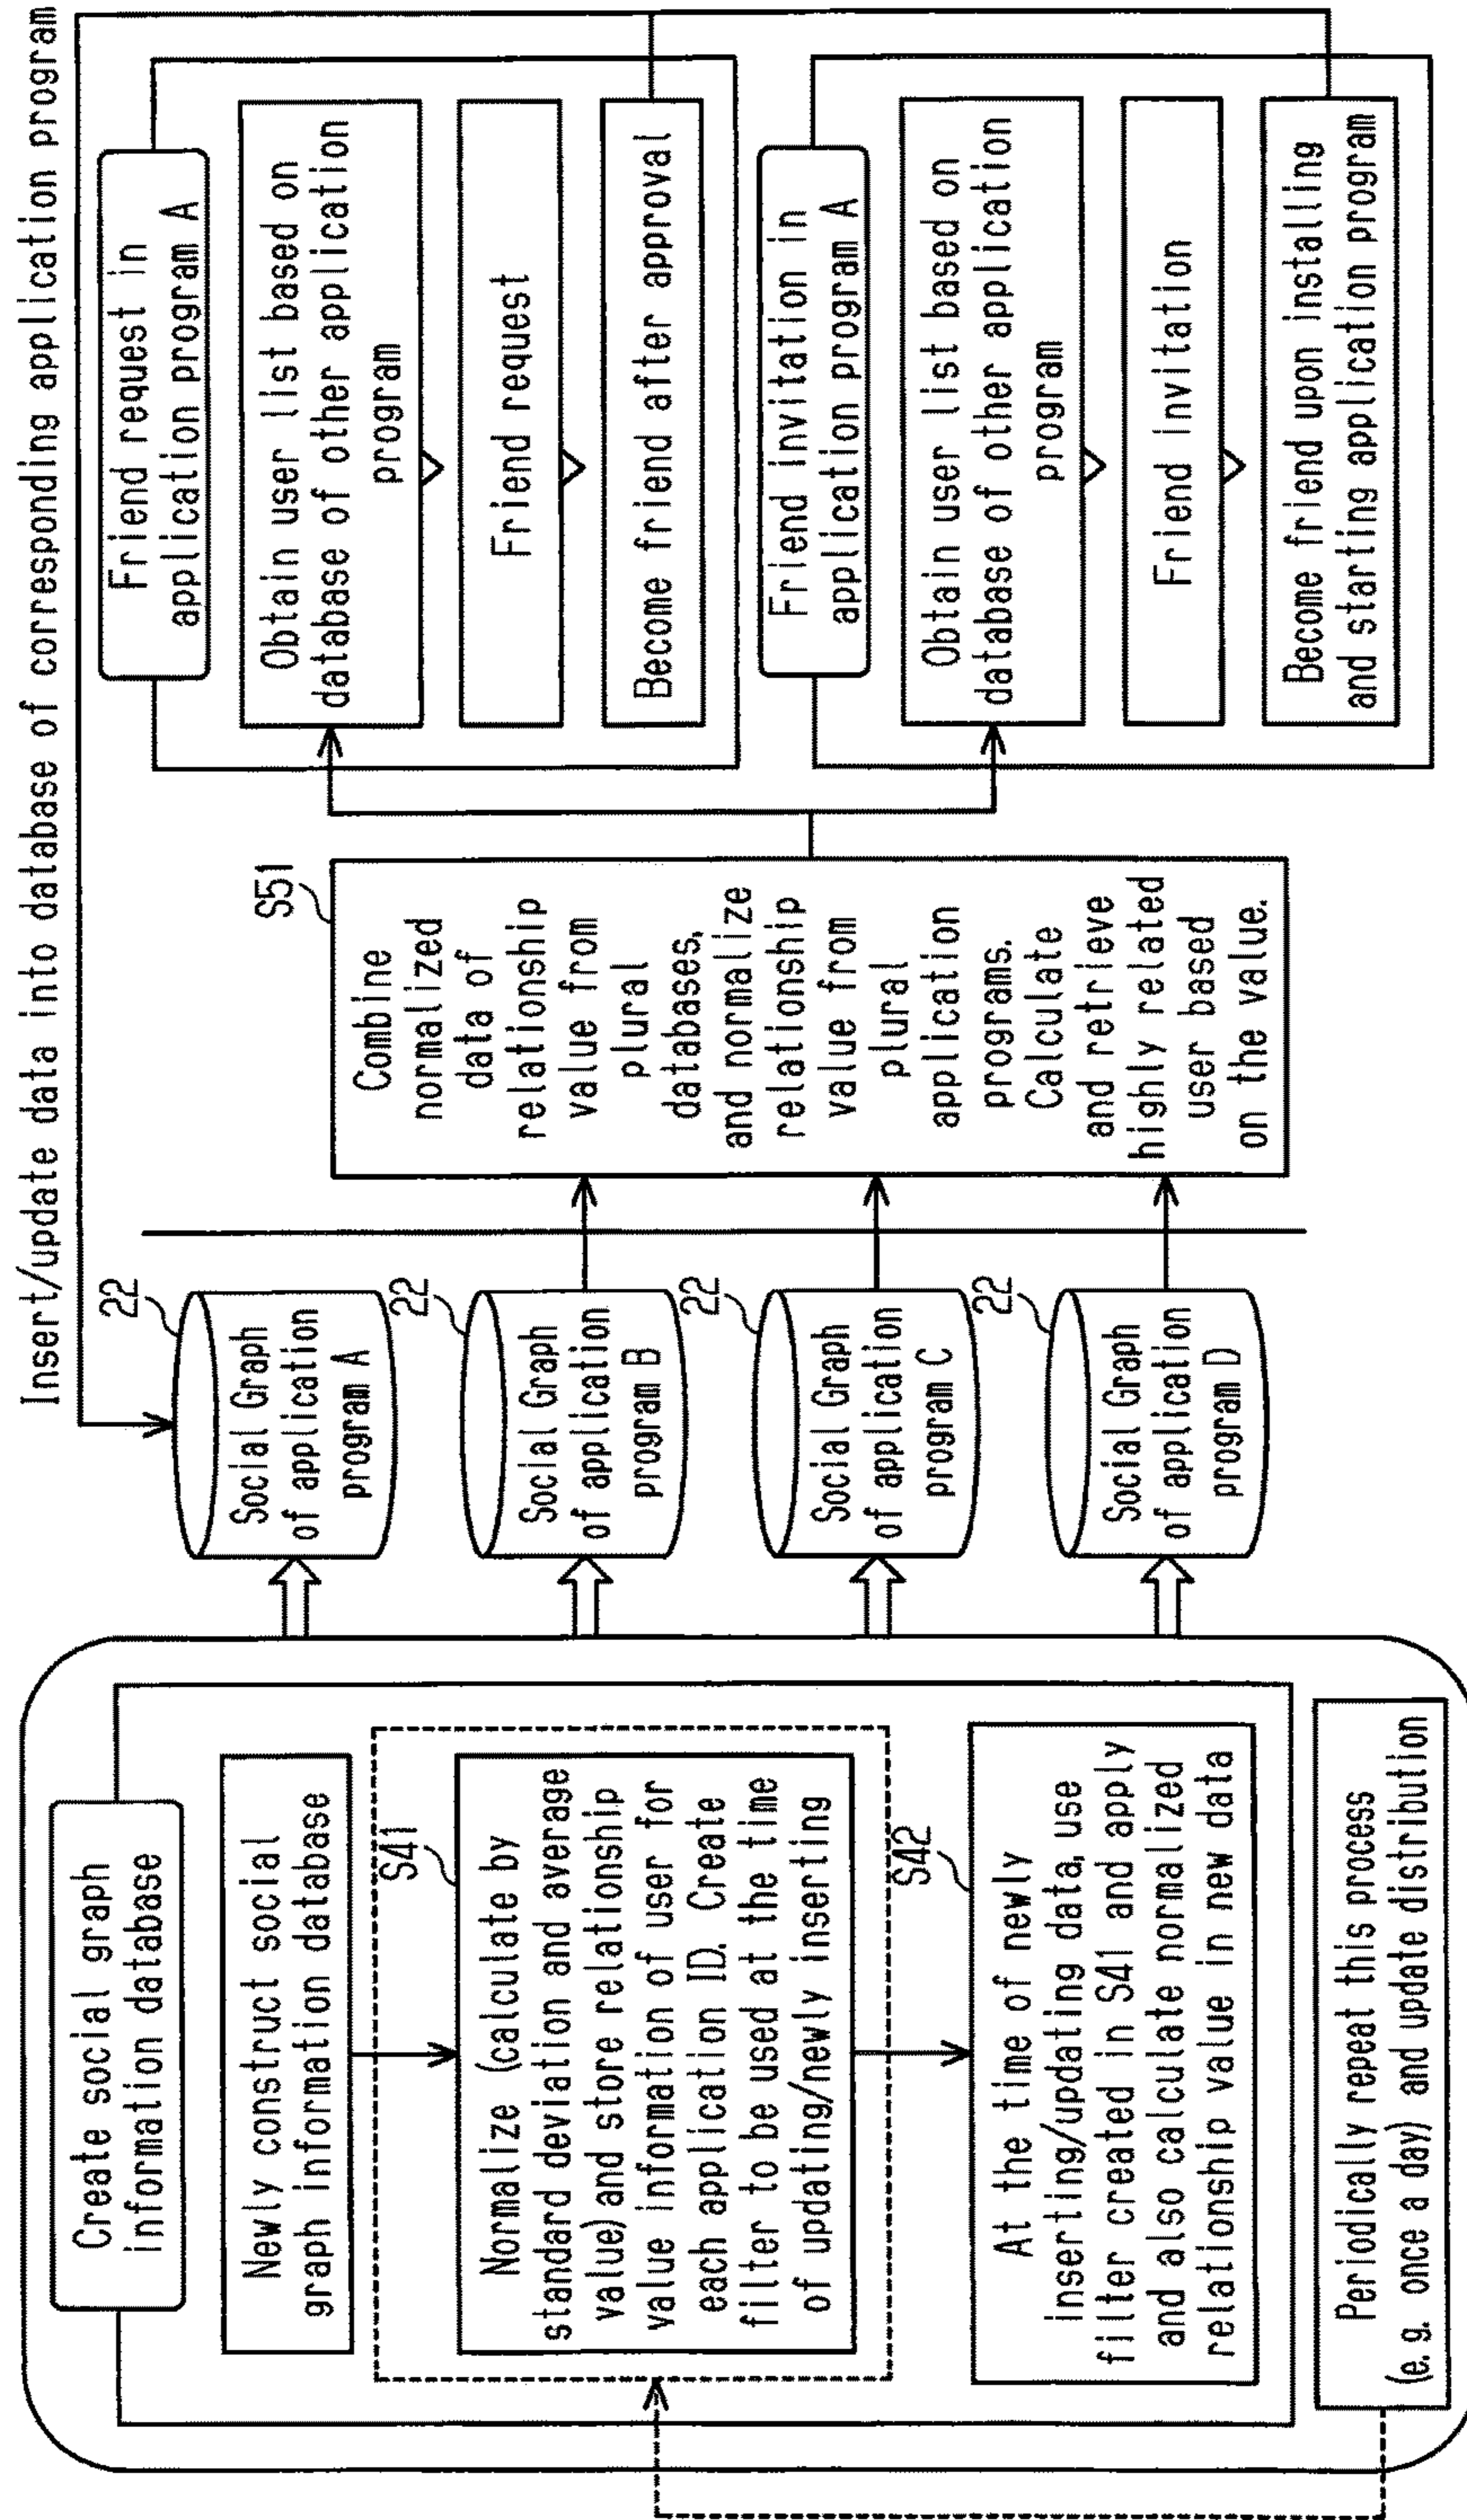 Insert/update data into database of corresponding application program
Create social graph
information database
Newly construct social
graph information database
S41
Normalize (calculate by
standard deviation and average
value)and store relationship
value information of user for
each application ID. Create
filter to be used at the time
of updating/newly inserting
S42
At the time of newly
inserting/updating data, use
filter created in S41 and apply
and also calculate normalized
relationship value in new data
Periodically repeat this process
(e. g. once a day) and update distribution
22
Social Graph
of application
program A
22
Social Graph
of application
program B
22
Social Graph
of application
program C
22
Social Graph
of application
program D
S51
Combine
normalized
data of
relationship
value from
plural
databases,
and normalize
relationship
value from
plural
application
programs.
Calculate
and retrieve
highly related
user based
on the value.
Friend request in
application program A
Obtain user list based on
database of other application
program
Friend request
Become friend after approval
Friend invitation in
application program A
Obtain user list based on
database of other application
program
Friend invitation
Become friend upon installing
and starting application program